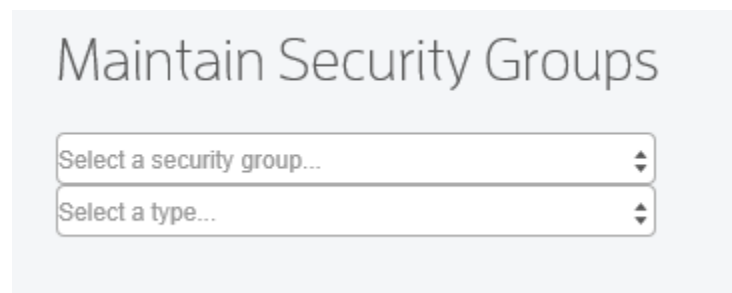 Maintain Security Groups
Select a security group...
Select a type...